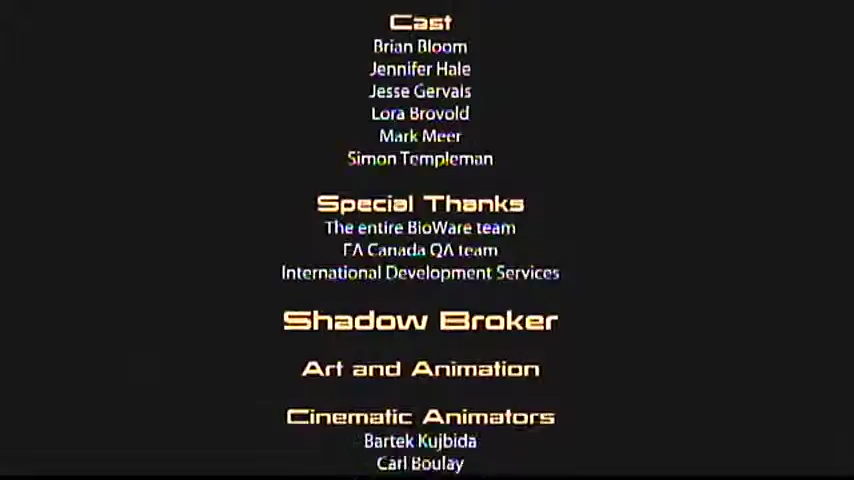 Cast
Brian Bloom
Jennifer Hale
Jesse Gervais
Lora Brovold
Mark Meer
Simon Templeman
Special Thanks
The entire BioWare team
EA Canada QA team
International Development Services
Shadow Broker
Art and Animation
Cinematic Animators
Bartek Kujbida
Carl Boulay